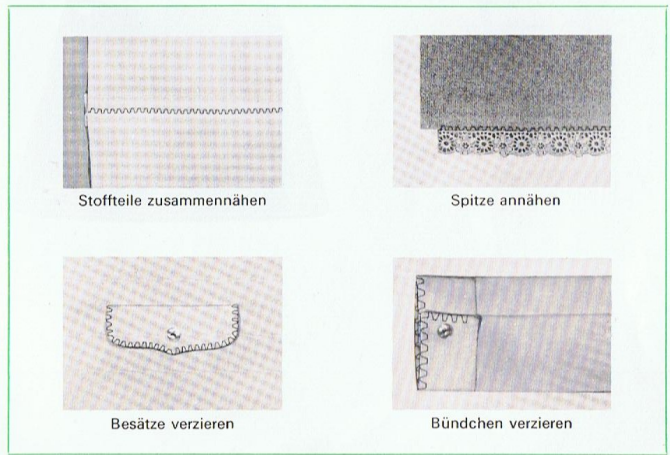 Stoffteile zusammennähen
Spitze annähen
Besätze verzieren
Bündchen verzieren